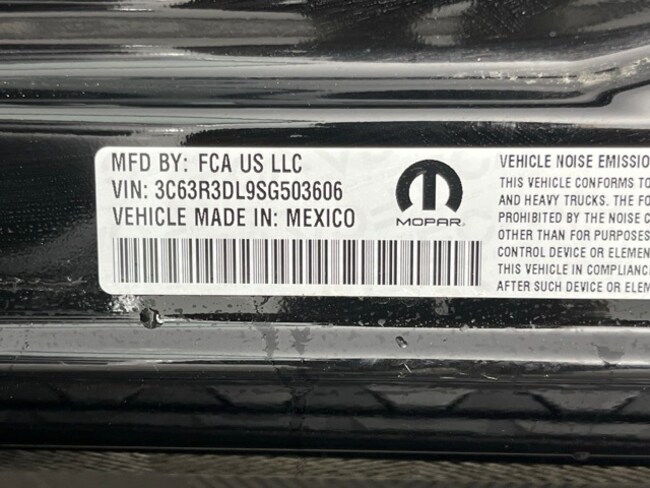 MFD BY: FCA US LLC
VIN: 3C63R3DL9SG503606
VEHICLE MADE IN: MEXICO
MOPAR.
VEHICLE NOISE EMISSIO
THIS VEHICLE CONFORMS TO
AND HEAVY TRUCKS. THE FO
PROHIBITED BY THE NOISE C
OTHER THAN FOR PURPOSES
CONTROL DEVICE OR ELEMEN
THIS VEHICLE IN COMPLIANC
AFTER SUCH DEVICE OR ELEM